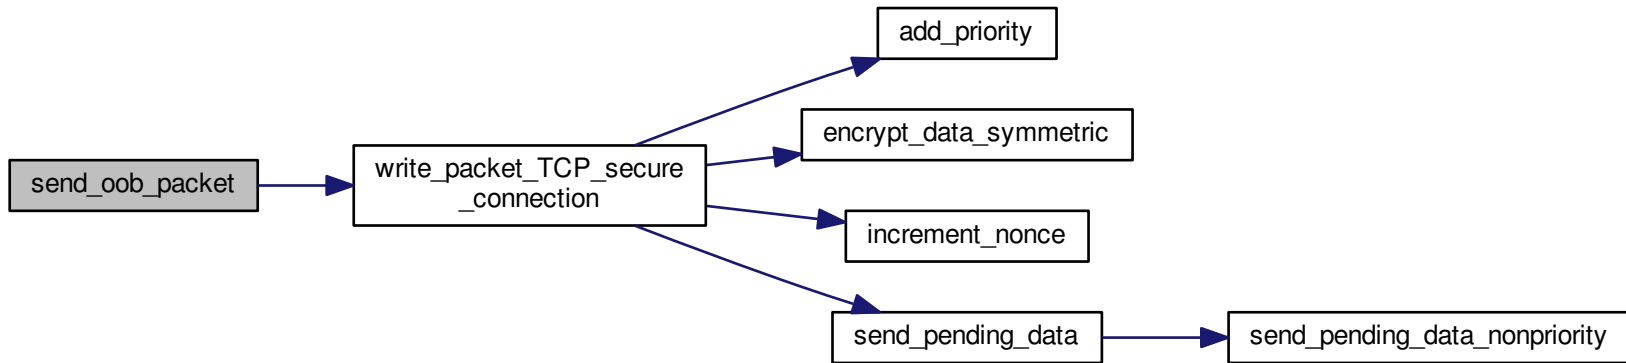 send_oob_packet
write_packet_TCP_secure
_connection
add_priority
encrypt_data_symmetric
increment_nonce
send_pending_data
send_pending_data_nonpriority